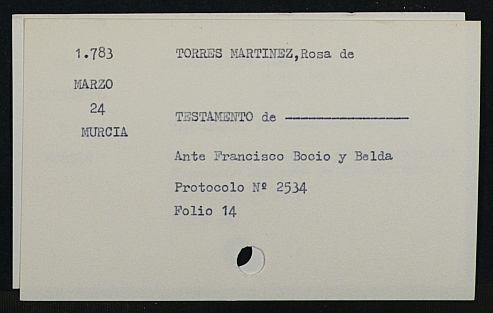 1.783 TORRES MARTINEZ,Rosa de
MARZO
24
TESTAMENTO de ----------------
MURCIA
Ante Francisco Bocio y Belda
Protocolo Nº 2534
Folio 14